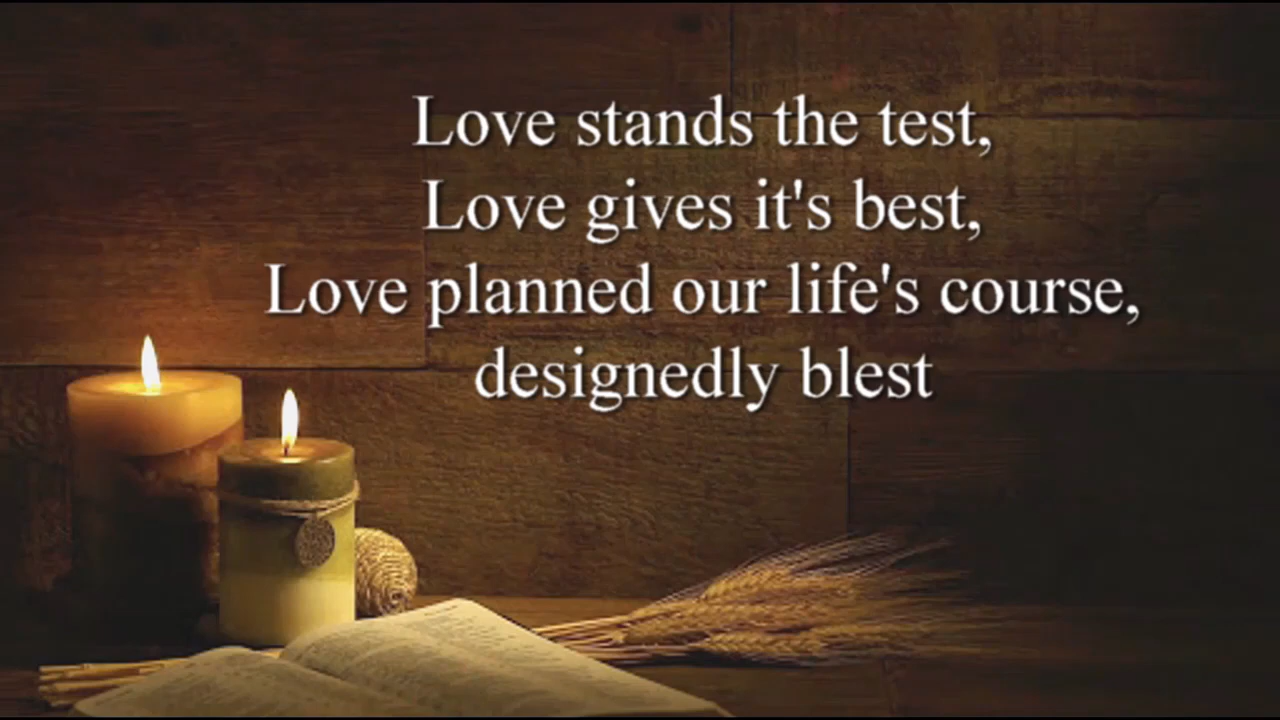 Love stands the test,
Love gives it's best,
Love planned our life's course,
designedly blest